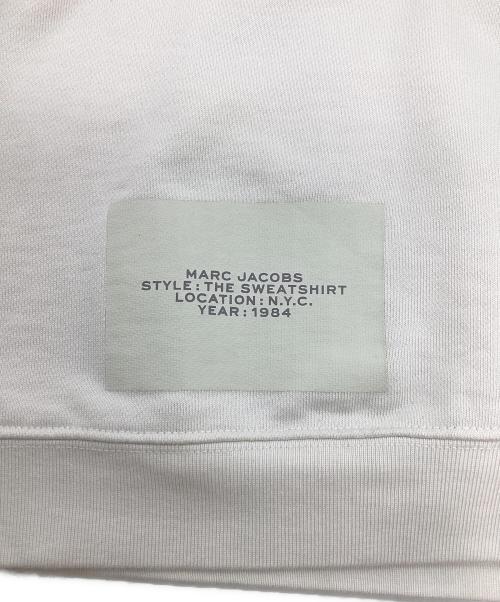 MARC JACOBS
STYLE : THE SWEATSHIRT
LOCATION : N.Y.C.
YEAR : 1984